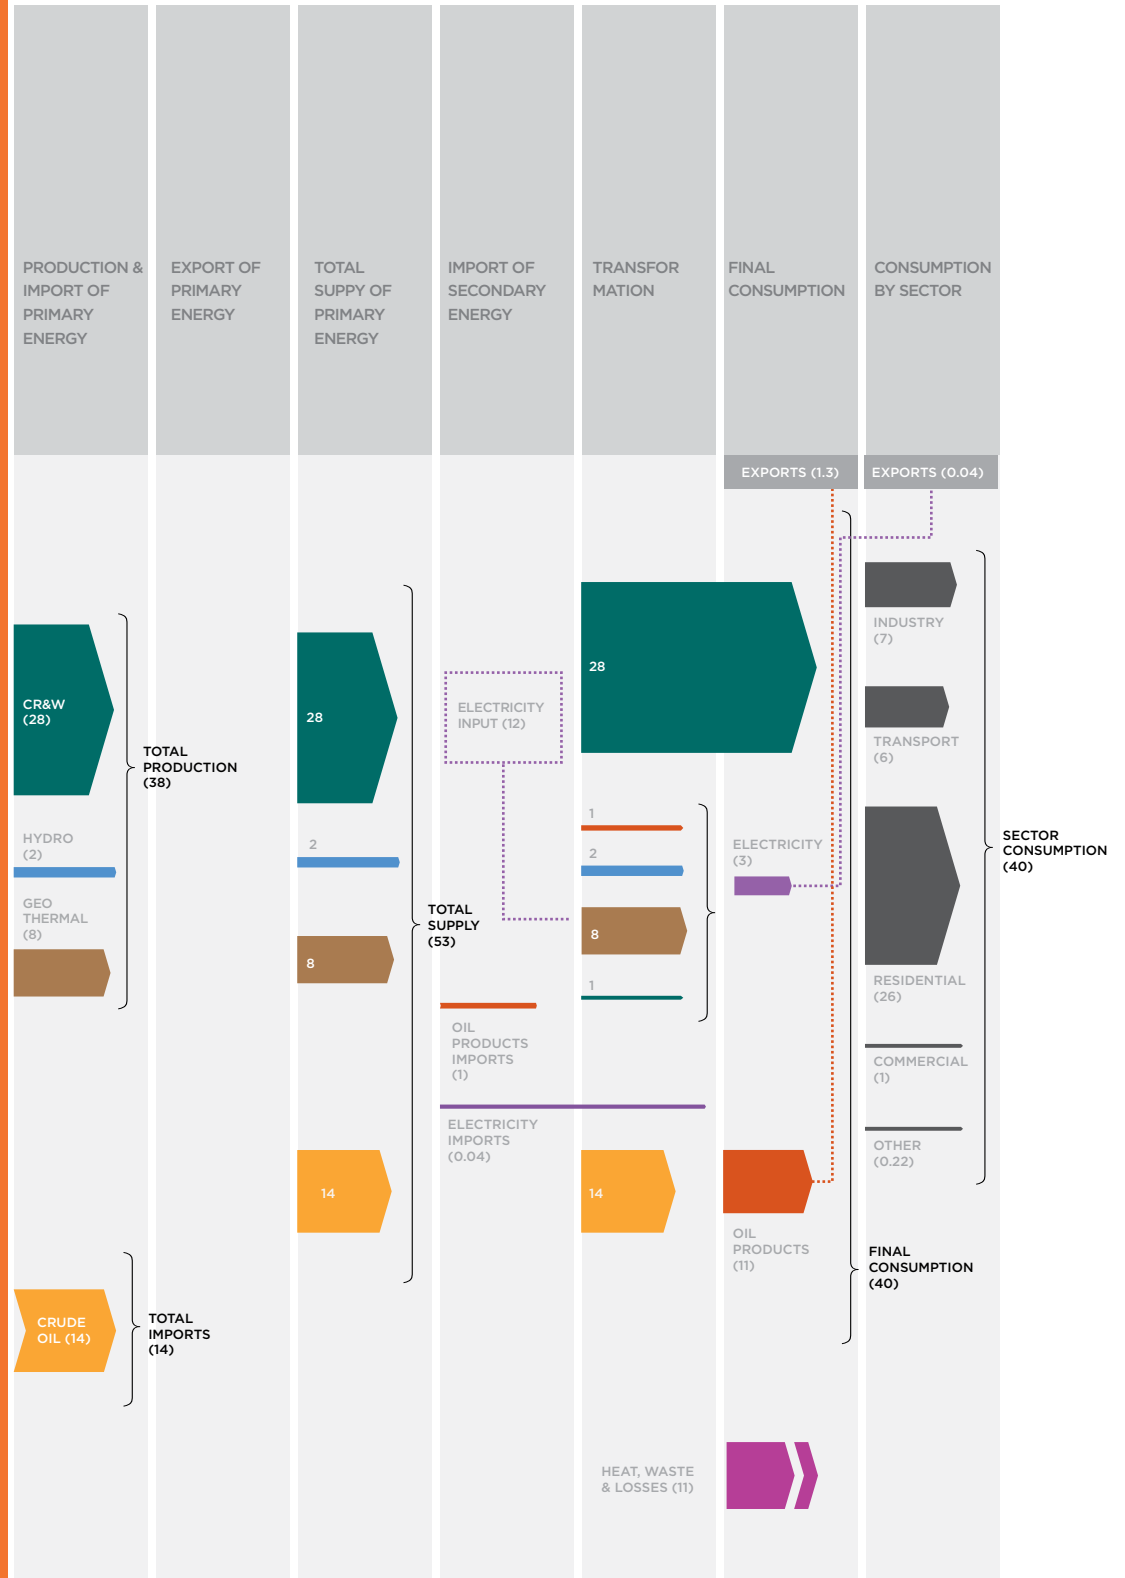 PRODUCTION &
IMPORT OF
PRIMARY
ENERGY
EXPORT OF
PRIMARY
ENERGY
TOTAL
SUPPY OF
PRIMARY
ENERGY
IMPORT OF
SECONDARY
ENERGY
TRANSFOR
MATION
FINAL
CONSUMPTION
CONSUMPTION
BY SECTOR
EXPORTS (1.3)
EXPORTS (0.04)
CR&W
(28)
HYDRO
(2)
GEO
THERMAL
(8)
TOTAL
PRODUCTION
(38)
CRUDE
OIL (14)
TOTAL
IMPORTS
(14)
28
2
8
14
TOTAL
SUPPLY
(53)
ELECTRICITY
INPUT (12)
OIL
PRODUCTS
IMPORTS
(1)
ELECTRICITY
IMPORTS
(0.04)
28
1
2
8
1
14
HEAT, WASTE
& LOSSES (11)
ELECTRICITY
(3)
OIL
PRODUCTS
(11)
FINAL
CONSUMPTION
(40)
INDUSTRY
(7)
TRANSPORT
(6)
RESIDENTIAL
(26)
COMMERCIAL
(1)
OTHER
(0.22)
SECTOR
CONSUMPTION
(40)